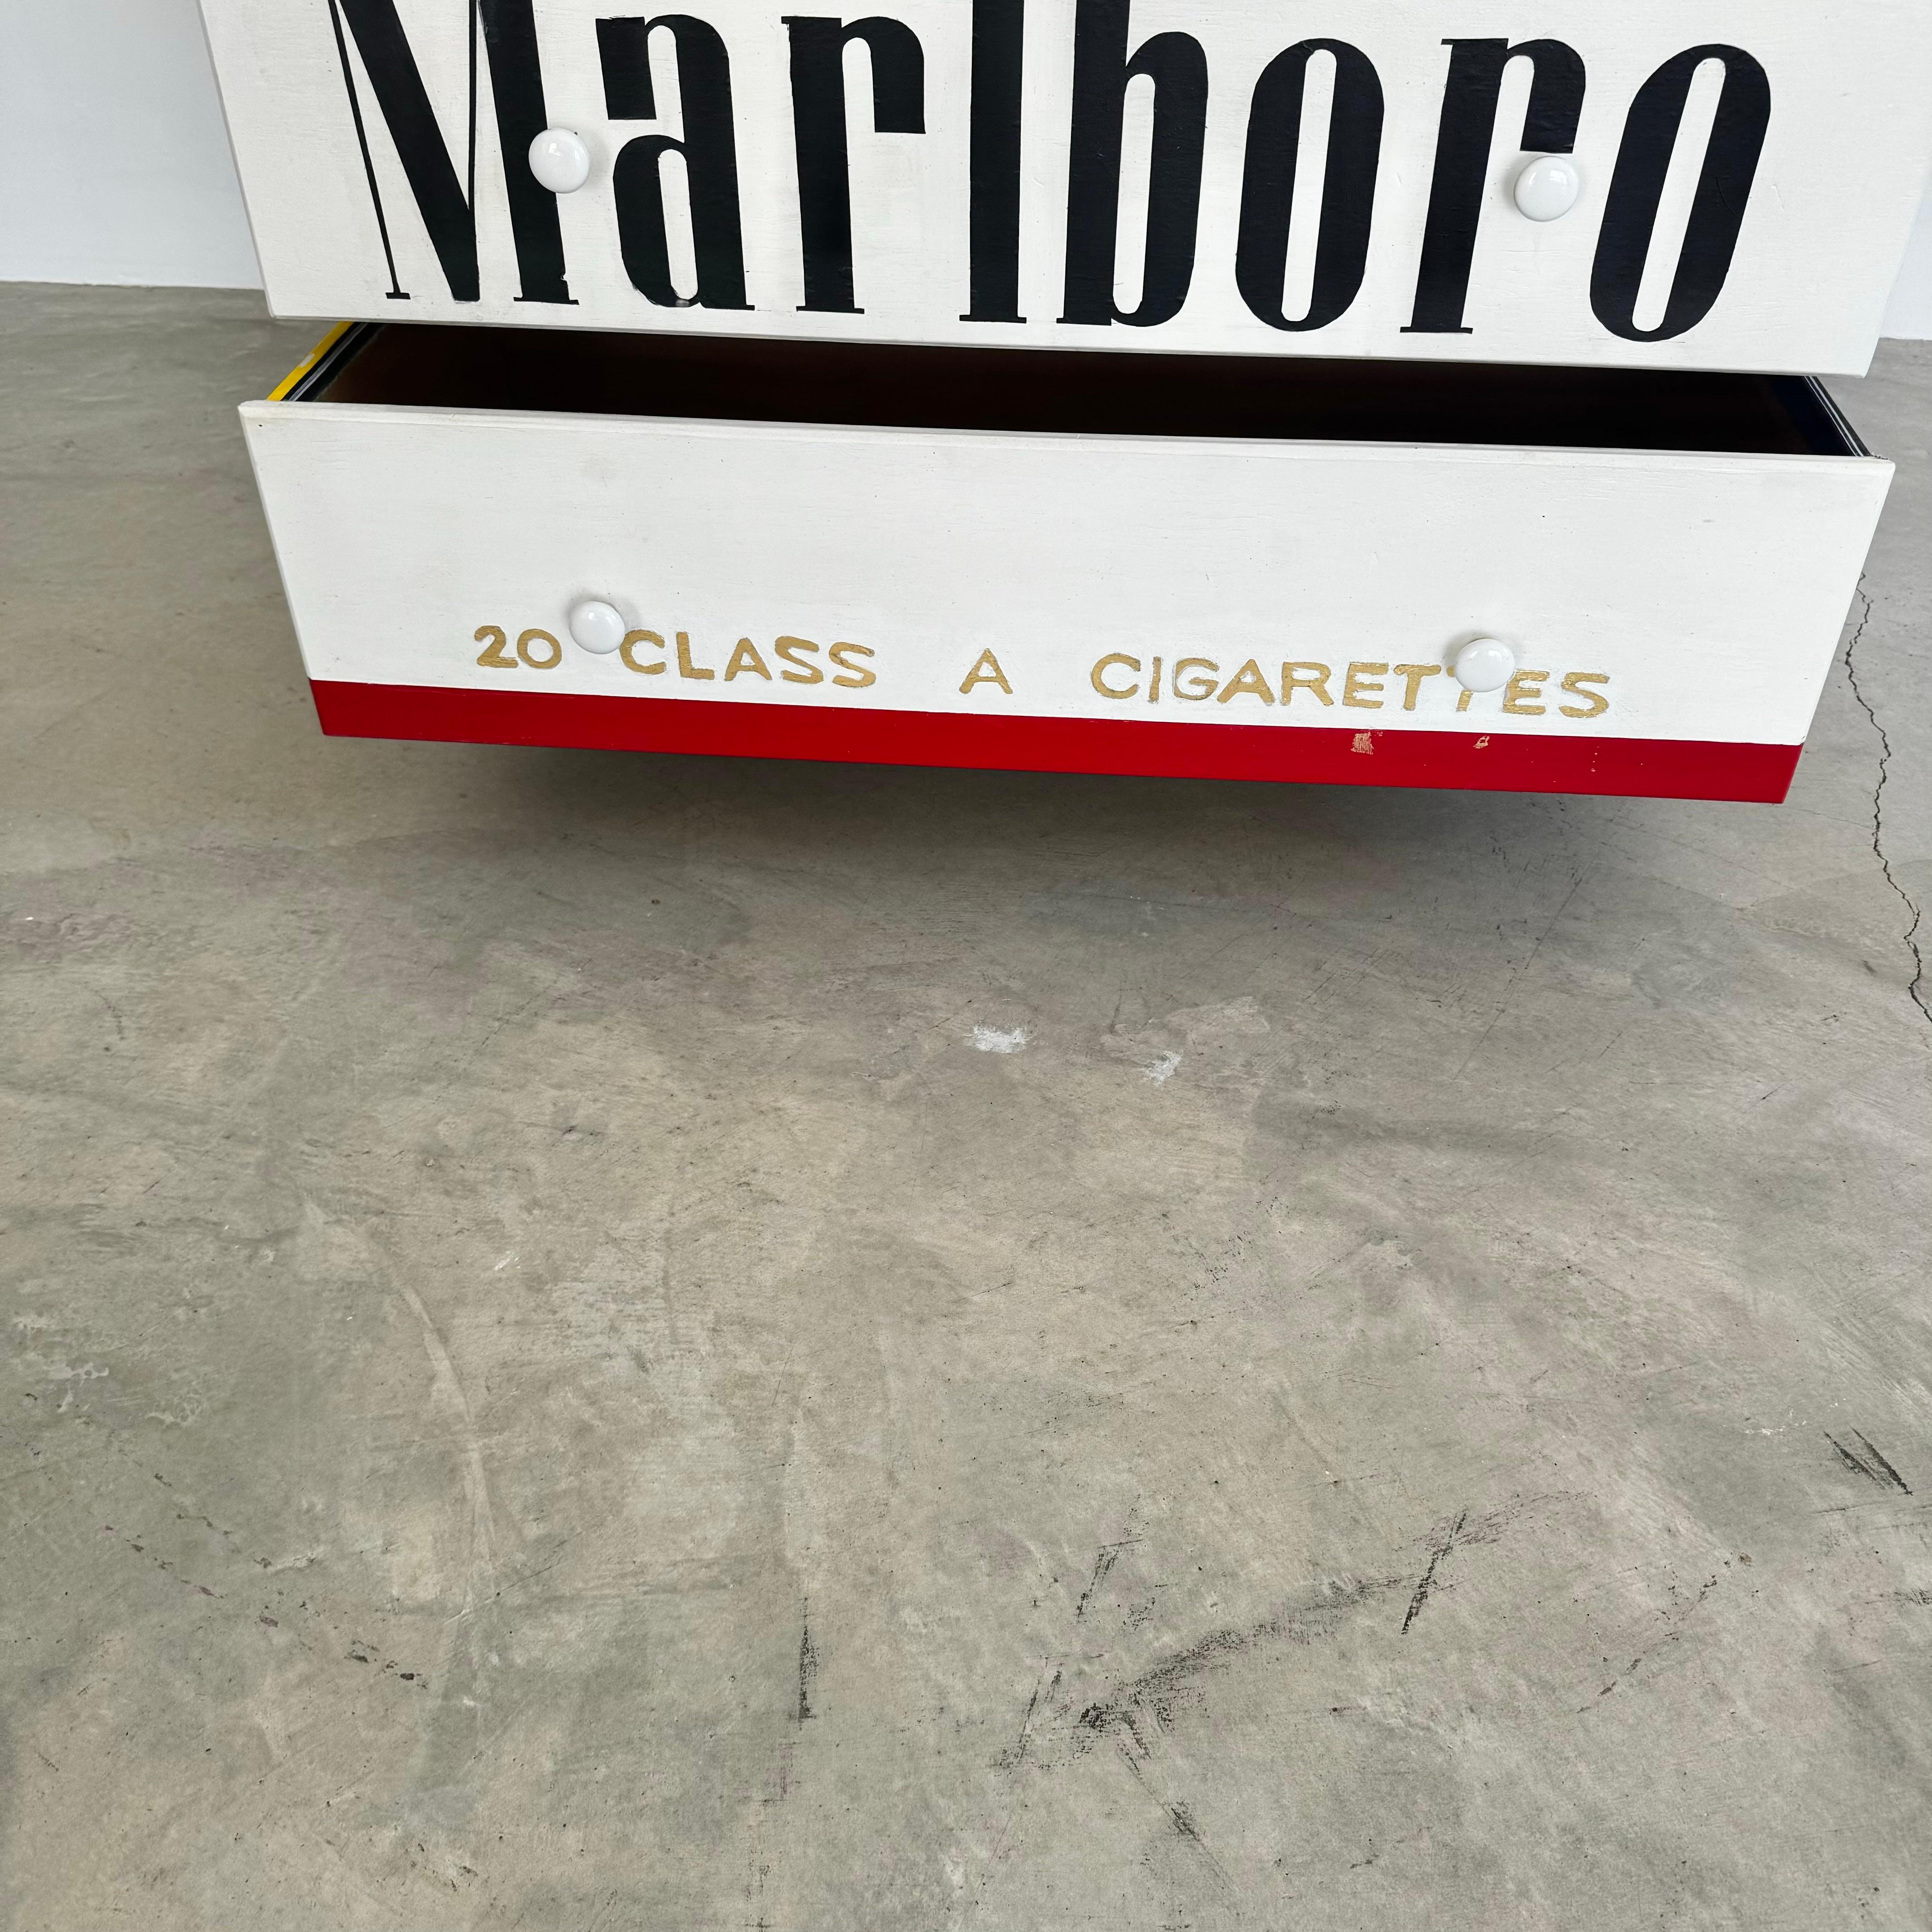 Marlboro
20 CLASS A CIGARETTES